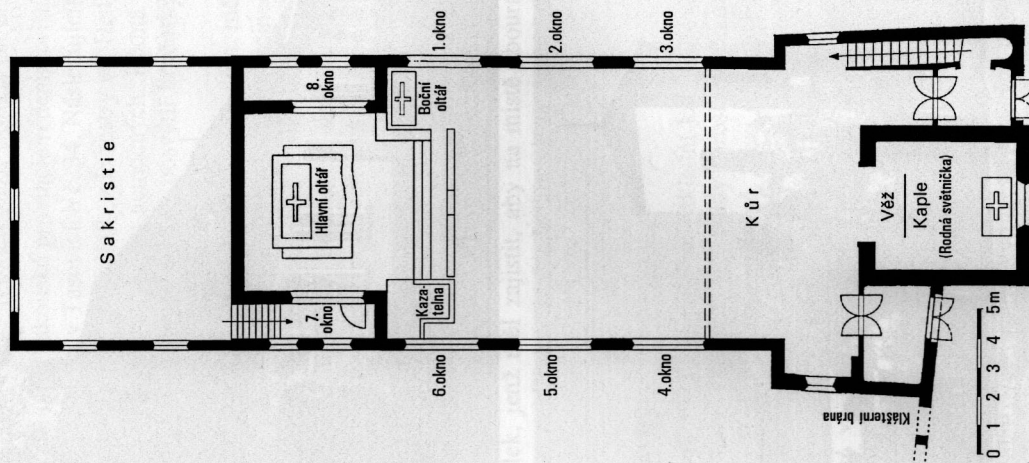 Sakristie
8.
okno
Hlavní oltář
7.
okno
1.okno
Boční
oltář
Kaza-
telna
6.okno
2.okno
5.okno
3.okno
4.okno
Kůr
Věž
Kaple
(Rodná světnička)
Klášterní brána
0 1 2 3 4 5m